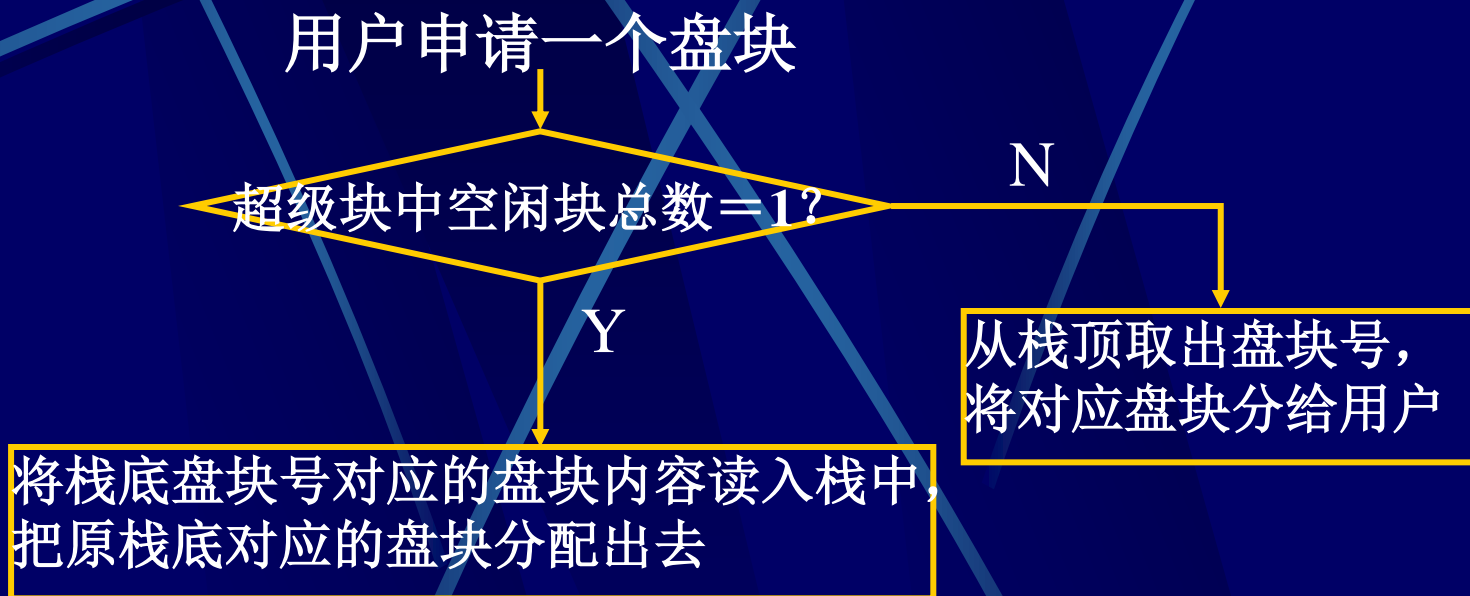 用户申请一个盘块
超级块中空闲块总数＝1？
N
Y
从栈顶取出盘块号，
将对应盘块分给用户
将栈底盘块号对应的盘块内容读入栈中，
把原栈底对应的盘块分配出去